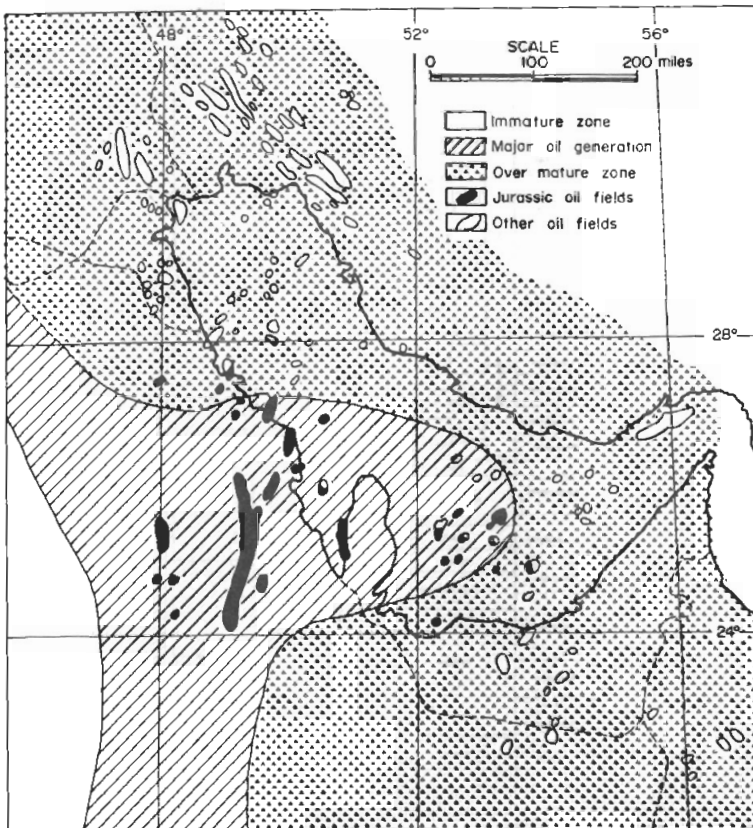 48° 52° 56°
SCALE
0 100 200 miles
Immature zone
Major oil generation
Over mature zone
Jurassic oil fields
Other oil fields
28°
24°